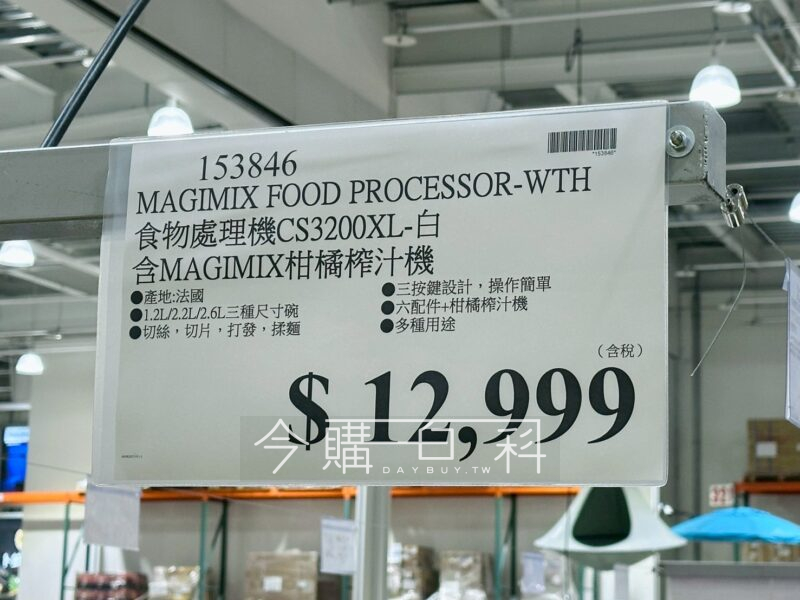 153846
*153846*
MAGIMIX FOOD PROCESSOR-WTH
食物處理機CS3200XL-白
含MAGIMIX柑橘榨汁機
●產地:法國
●1.2L/2.2L/2.6L三種尺寸碗
●切絲，切片，打發，揉麵
●三按鍵設計，操作簡單
●六配件+柑橘榨汁機
●多種用途
(含稅)
$ 12,999
今購百科
DAYBUY.TW